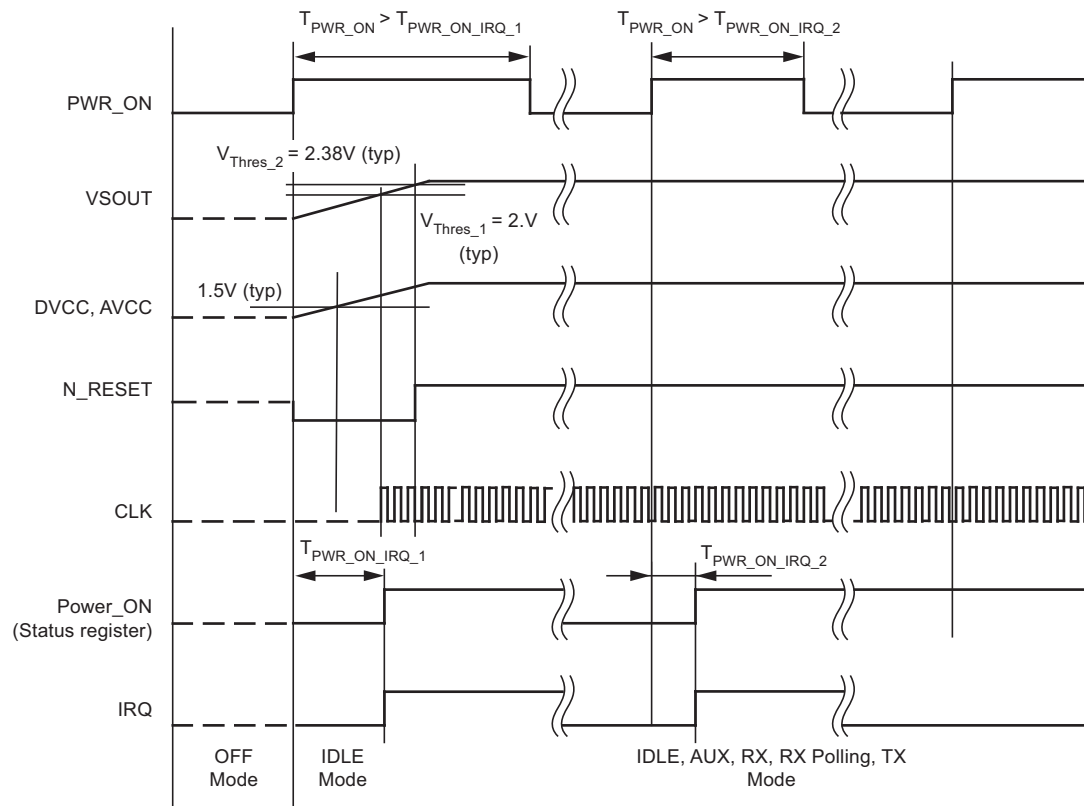 T_PWR_ON > T_PWR_ON_IRQ_1
T_PWR_ON > T_PWR_ON_IRQ_2
PWR_ON
V_Thres_2 = 2.38V (typ)
VSOUT
V_Thres_1 = 2.V
(typ)
1.5V (typ)
DVCC, AVCC
N_RESET
CLK
T_PWR_ON_IRQ_1
T_PWR_ON_IRQ_2
Power_ON
(Status register)
IRQ
OFF
Mode
IDLE
Mode
IDLE, AUX, RX, RX Polling, TX
Mode